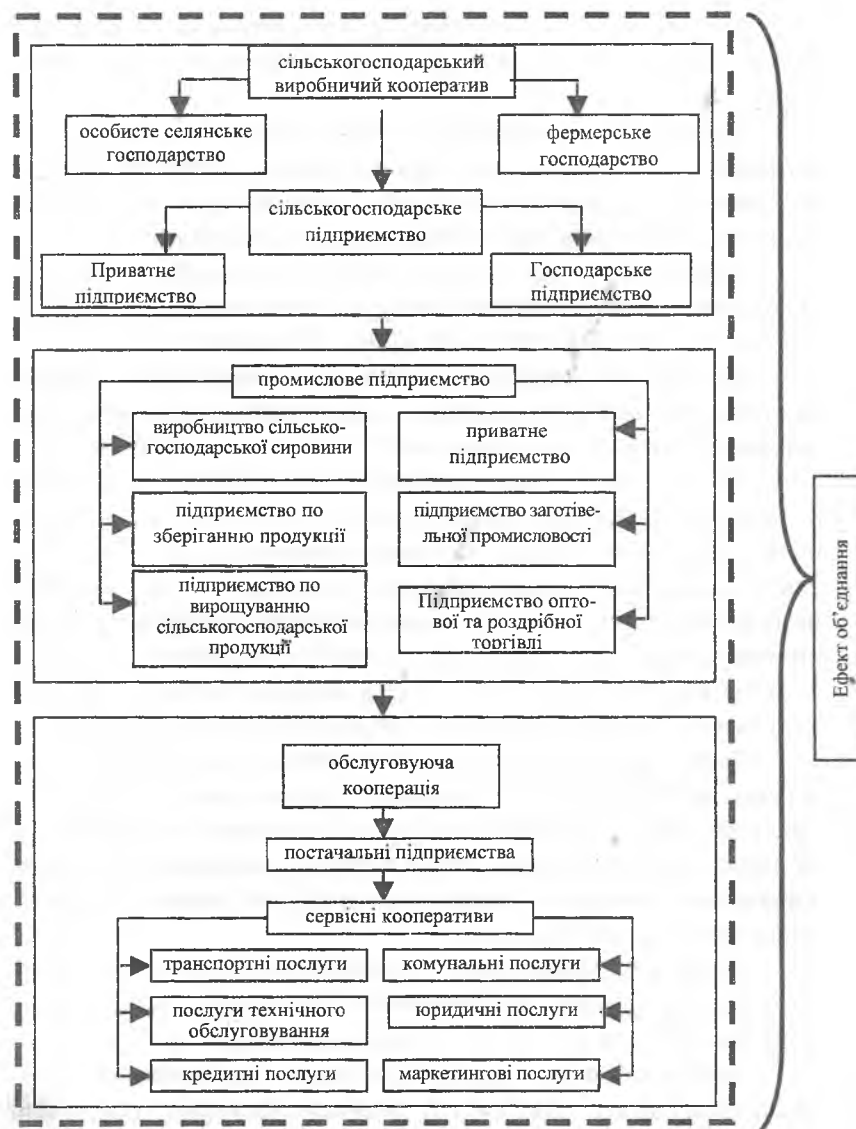 сільськогосподарський
виробничий кооператив
особисте селянське
господарство
фермерське
господарство
сільськогосподарське
підприємство
Приватне
підприємство
Господарське
підприємство
промислове підприємство
виробництво сільсько-
господарської сировини
приватне
підприємство
підприємство по
зберіганню продукції
підприємство заготіве-
льної промисловості
підприємство по
вирощуванню
сільськогосподарської
продукції
Підприємство опто-
вої та роздрібної
торгівлі
Ефект об’єднання
обслуговуюча
кооперація
постачальні підприємства
сервісні кооперативи
транспортні послуги
комунальні послуги
послуги технічного
обслуговування
юридичні послуги
кредитні послуги
маркетингові послуги